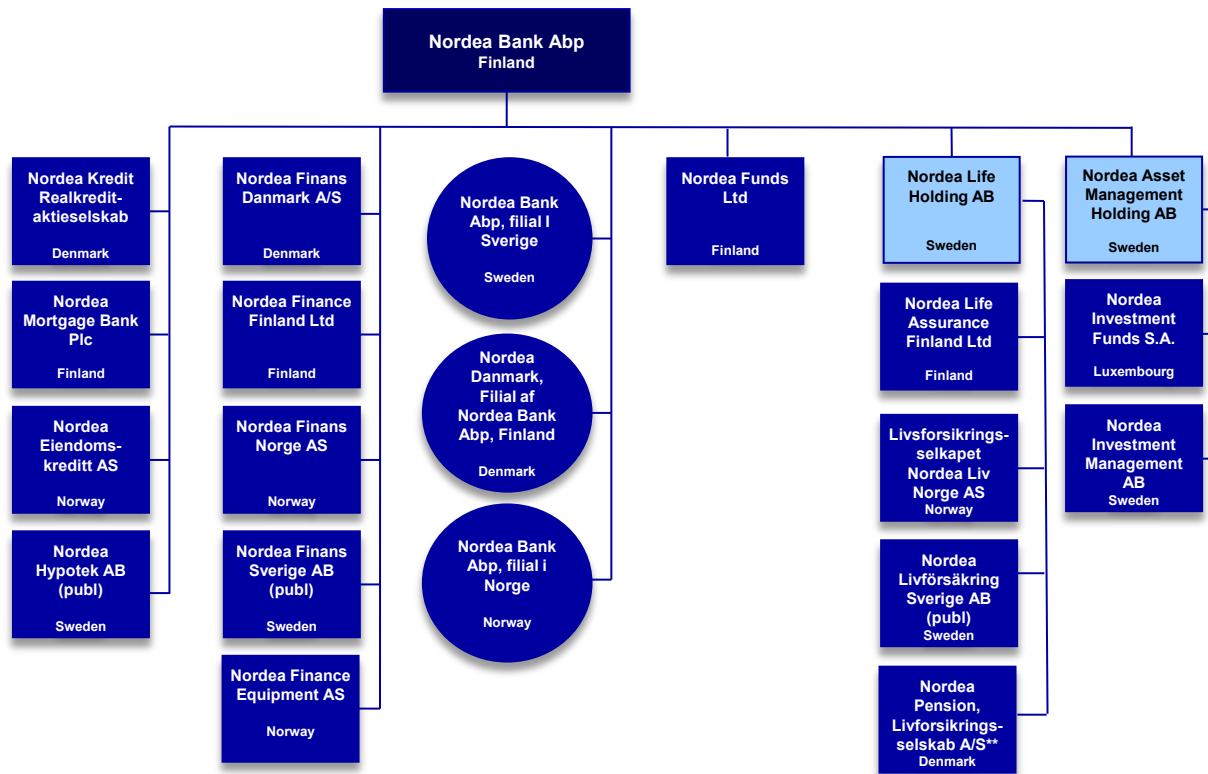 Nordea Bank Abp
Finland
Nordea Kredit
Realkredit-
aktieselskab
Denmark
Nordea
Mortgage Bank
Plc
Finland
Nordea
Eiendoms-
kreditt AS
Norway
Nordea
Hypotek AB
(publ)
Sweden
Nordea Finans
Danmark A/S
Denmark
Nordea Finance
Finland Ltd
Finland
Nordea Finans
Norge AS
Norway
Nordea Finans
Sverige AB
(publ)
Sweden
Nordea Finance
Equipment AS
Norway
Nordea Bank
Abp, filial I
Sverige
Sweden
Nordea
Danmark,
Filial af
Nordea Bank
Abp, Finland
Denmark
Nordea Bank
Abp, filial i
Norge
Norway
Nordea Funds
Ltd
Finland
Nordea Life
Holding AB
Sweden
Nordea Life
Assurance
Finland Ltd
Finland
Livsforsikrings-
selkapet
Nordea Liv
Norge AS
Norway
Nordea
Livförsäkring
Sverige AB
(publ)
Sweden
Nordea
Pension,
Livforsikrings-
selskab A/S**
Denmark
Nordea Asset
Management
Holding AB
Sweden
Nordea
Investment
Funds S.A.
Luxembourg
Nordea
Investment
Management
AB
Sweden